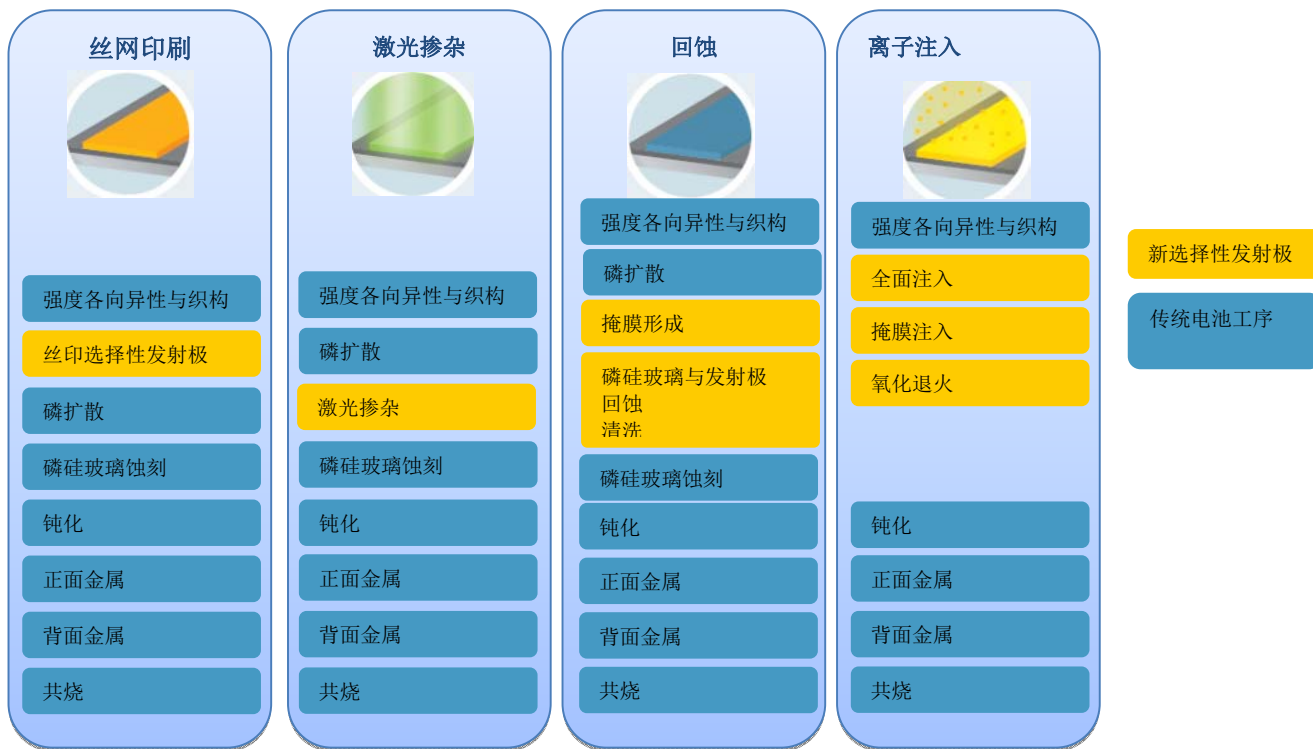 丝网印刷
强度各向异性与织构
丝印选择性发射极
磷扩散
磷硅玻璃蚀刻
钝化
正面金属
背面金属
共烧
激光掺杂
强度各向异性与织构
磷扩散
激光掺杂
磷硅玻璃蚀刻
钝化
正面金属
背面金属
共烧
回蚀
强度各向异性与织构
磷扩散
掩膜形成
磷硅玻璃与发射极
回蚀
清洗
磷硅玻璃蚀刻
钝化
正面金属
背面金属
共烧
离子注入
强度各向异性与织构
全面注入
掩膜注入
氧化退火
钝化
正面金属
背面金属
共烧
新选择性发射极
传统电池工序